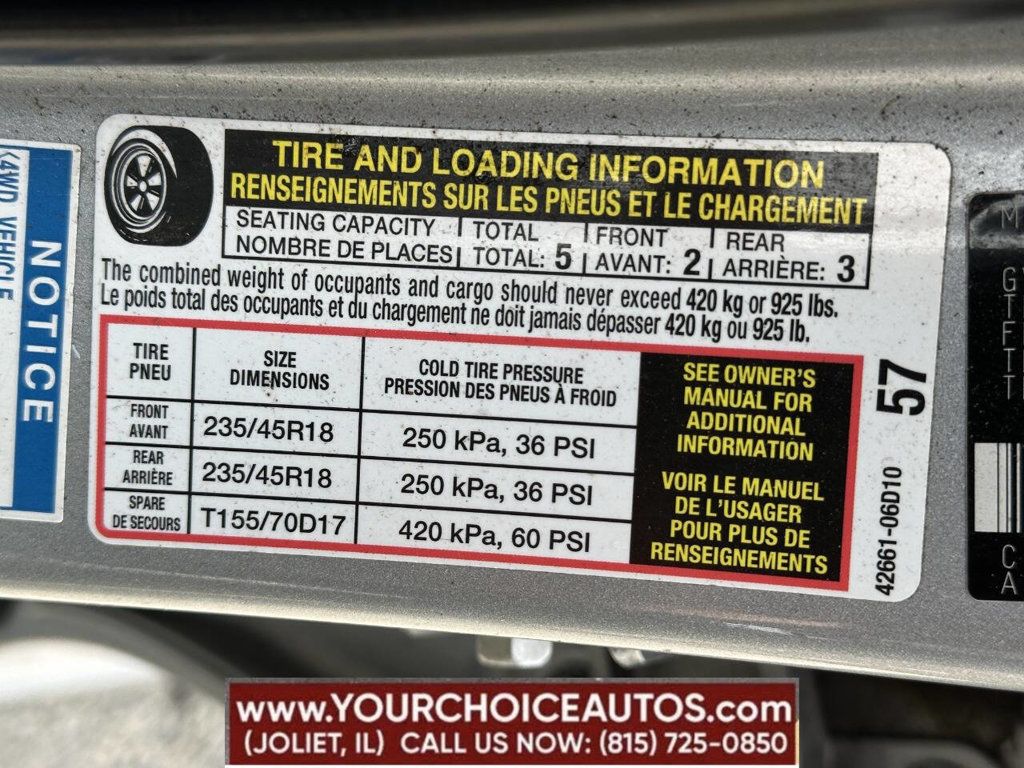 TIRE AND LOADING INFORMATION
RENSEIGNEMENTS SUR LES PNEUS ET LE CHARGEMENT
SEATING CAPACITY TOTAL FRONT REAR
NOMBRE DE PLACES TOTAL: 5 AVANT: 2 ARRIÈRE: 3
The combined weight of occupants and cargo should never exceed 420 kg or 925 lbs.
Le poids total des occupants et du chargement ne doit jamais dépasser 420 kg ou 925 lb.
TIRE
PNEU
SIZE
DIMENSIONS
COLD TIRE PRESSURE
PRESSION DES PNEUS À FROID
FRONT
AVANT
235/45R18
250 kPa, 36 PSI
REAR
ARRIÈRE
235/45R18
250 kPa, 36 PSI
SPARE
DE SECOURS
T155/70D17
420 kPa, 60 PSI
SEE OWNER'S
MANUAL FOR
ADDITIONAL
INFORMATION
VOIR LE MANUEL
DE L'USAGER
POUR PLUS DE
RENSEIGNEMENTS
57
42661-06D10
NOTICE
(4WD VEHICLE
GTFTT
CA
www.YOURCHOICEAUTOS.com
(JOLIET, IL) CALL US NOW: (815) 725-0850